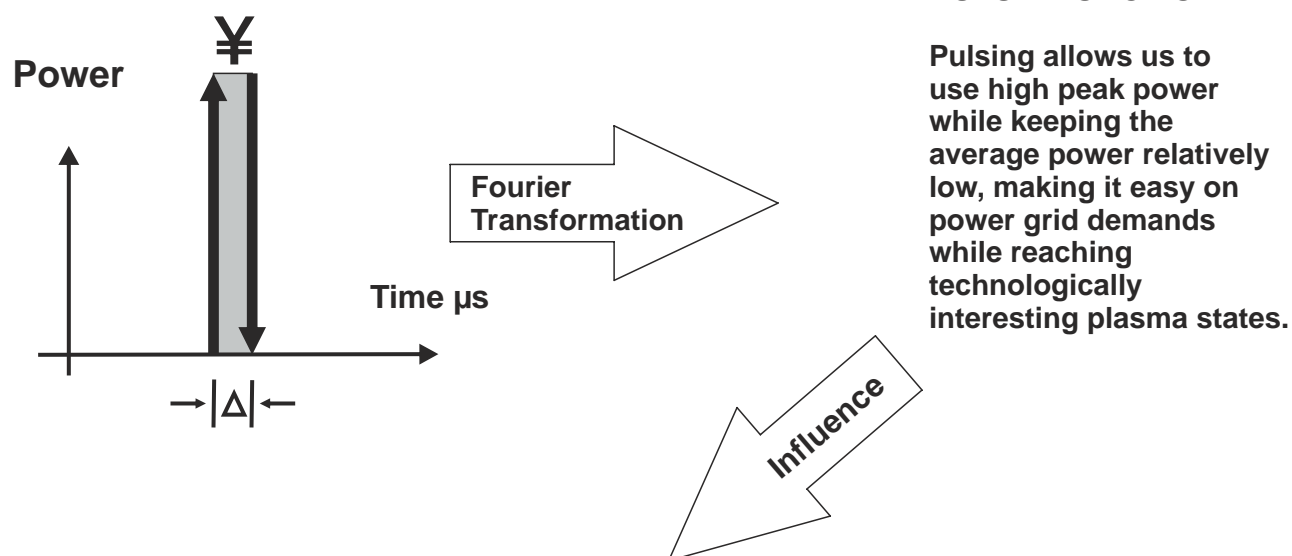 ¥
Power
Time µs
Δ
Fourier
Transformation
Pulsing allows us to
use high peak power
while keeping the
average power relatively
low, making it easy on
power grid demands
while reaching
technologically
interesting plasma states.
Influence